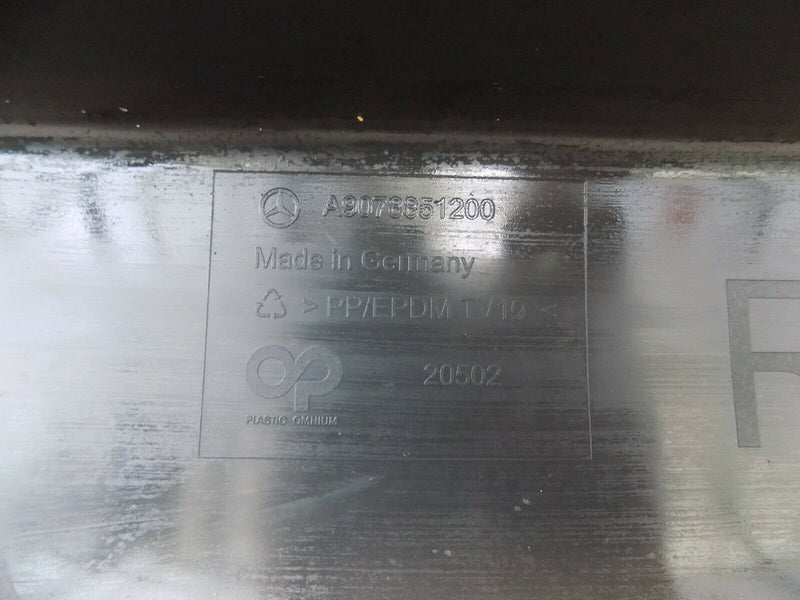 A9078851200
Made in Germany
> PP/EPDM TV10 <
20502
PLASTIC OMNIUM
R